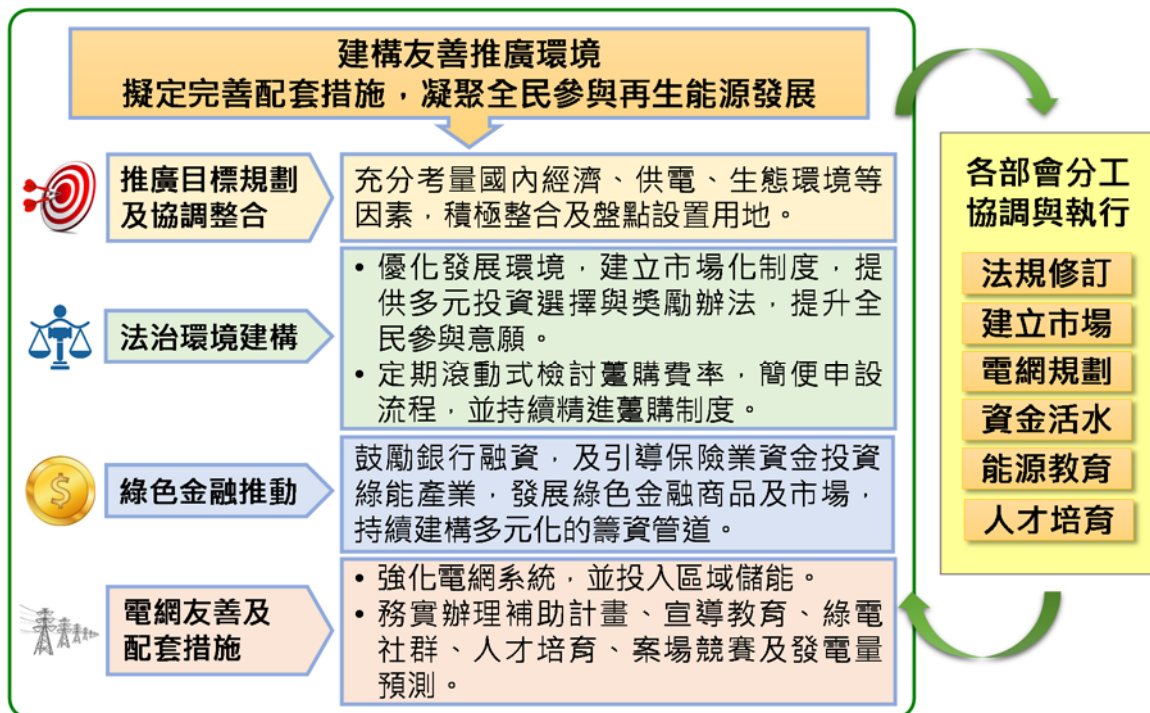 建構友善推廣環境
擬定完善配套措施，凝聚全民參與再生能源發展
推廣目標規劃
及協調整合
充分考量國內經濟、供電、生態環境等
因素，積極整合及盤點設置用地。
法治環境建構
• 優化發展環境，建立市場化制度，提
供多元投資選擇與獎勵辦法，提升全
民參與意願。
• 定期滾動式檢討躉購費率，簡便申設
流程，並持續精進躉購制度。
綠色金融推動
鼓勵銀行融資，及引導保險業資金投資
綠能產業，發展綠色金融商品及市場，
持續建構多元化的籌資管道。
電網友善及
配套措施
• 強化電網系統，並投入區域儲能。
• 務實辦理補助計畫、宣導教育、綠電
社群、人才培育、案場競賽及發電量
預測。
各部會分工
協調與執行
法規修訂
建立市場
電網規劃
資金活水
能源教育
人才培育
$